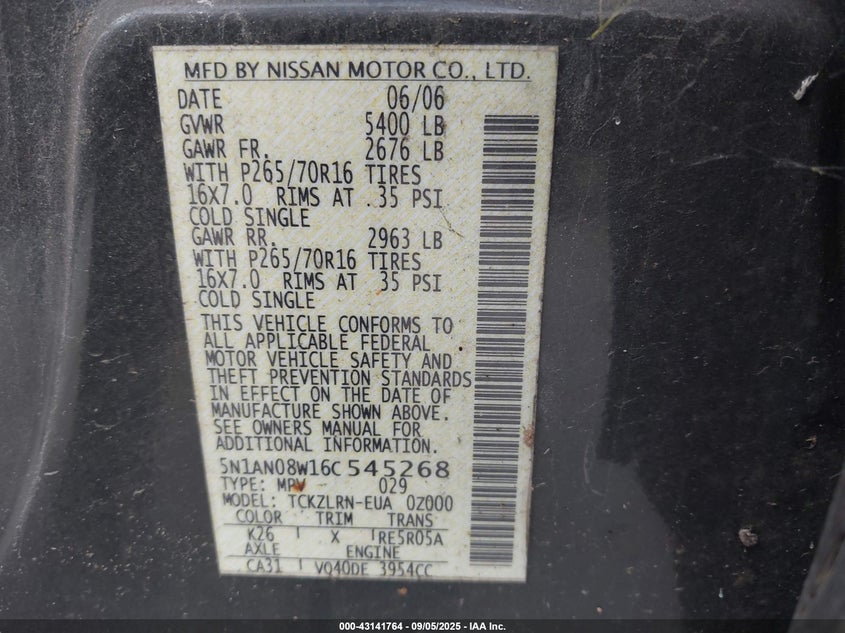 MFD BY NISSAN MOTOR CO., LTD.
DATE 06/06
GVWR 5400 LB
GAWR FR. 2676 LB
WITH P265/70R16 TIRES
16X7.0 RIMS AT 35 PSI
COLD SINGLE
GAWR RR. 2963 LB
WITH P265/70R16 TIRES
16X7.0 RIMS AT 35 PSI
COLD SINGLE
THIS VEHICLE CONFORMS TO
ALL APPLICABLE FEDERAL
MOTOR VEHICLE SAFETY AND
THEFT PREVENTION STANDARDS
IN EFFECT ON THE DATE OF
MANUFACTURE SHOWN ABOVE.
SEE OWNERS MANUAL FOR
ADDITIONAL INFORMATION.
5N1AN08W16C545268
TYPE: MPV 029
MODEL: TCKZLRN-EUA 0Z000
COLOR TRIM TRANS
K26 X RE5R05A
AXLE ENGINE
CA31 VQ40DE 3954CC
000-43141764 - 09/05/2025 - IAA Inc.